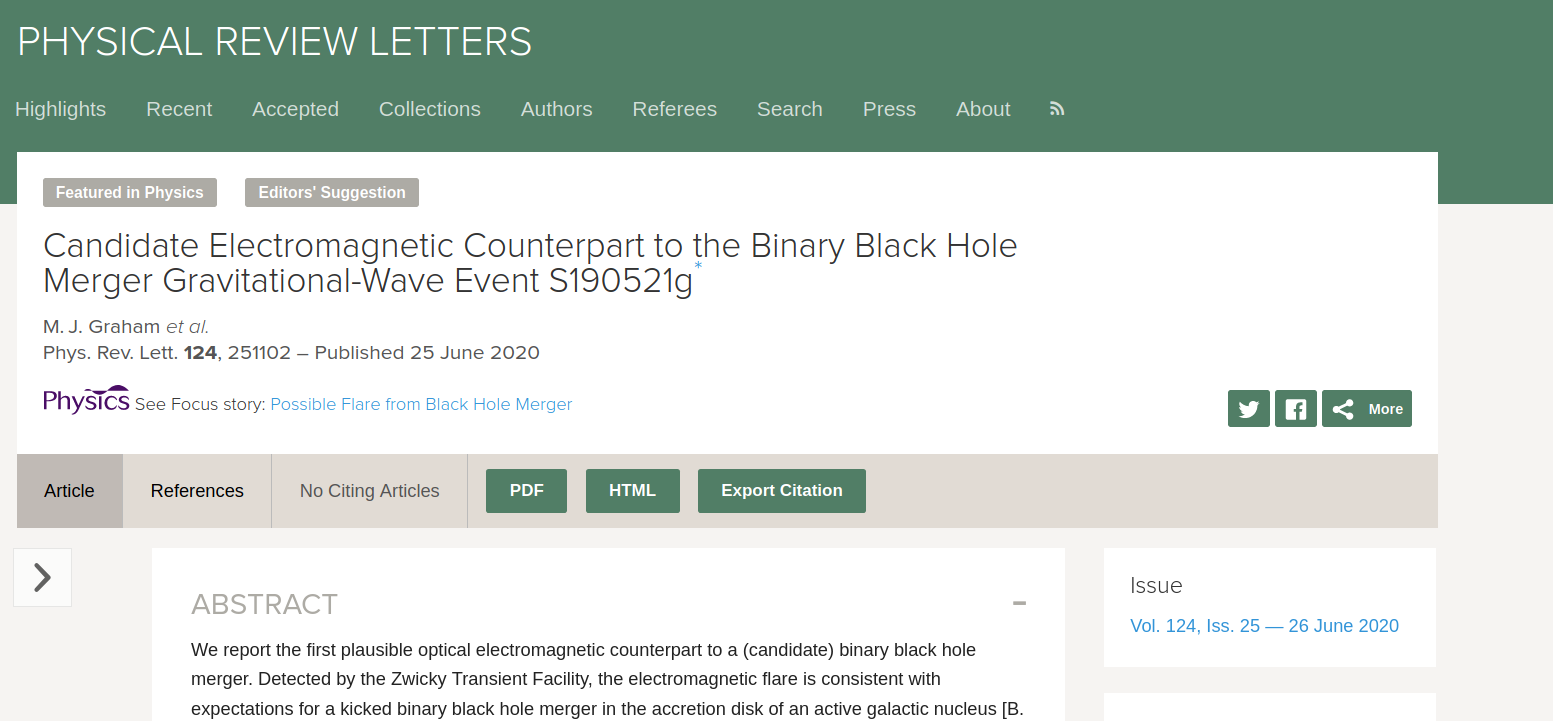 PHYSICAL REVIEW LETTERS
Highlights Recent Accepted Collections Authors Referees Search Press About
Featured in Physics Editors' Suggestion
Candidate Electromagnetic Counterpart to the Binary Black Hole
Merger Gravitational-Wave Event S190521g*
M. J. Graham et al.
Phys. Rev. Lett. 124, 251102 – Published 25 June 2020
Physics See Focus story: Possible Flare from Black Hole Merger
More
Article References No Citing Articles PDF HTML Export Citation
ABSTRACT
We report the first plausible optical electromagnetic counterpart to a (candidate) binary black hole
merger. Detected by the Zwicky Transient Facility, the electromagnetic flare is consistent with
expectations for a kicked binary black hole merger in the accretion disk of an active galactic nucleus [B.
Issue
Vol. 124, Iss. 25 — 26 June 2020